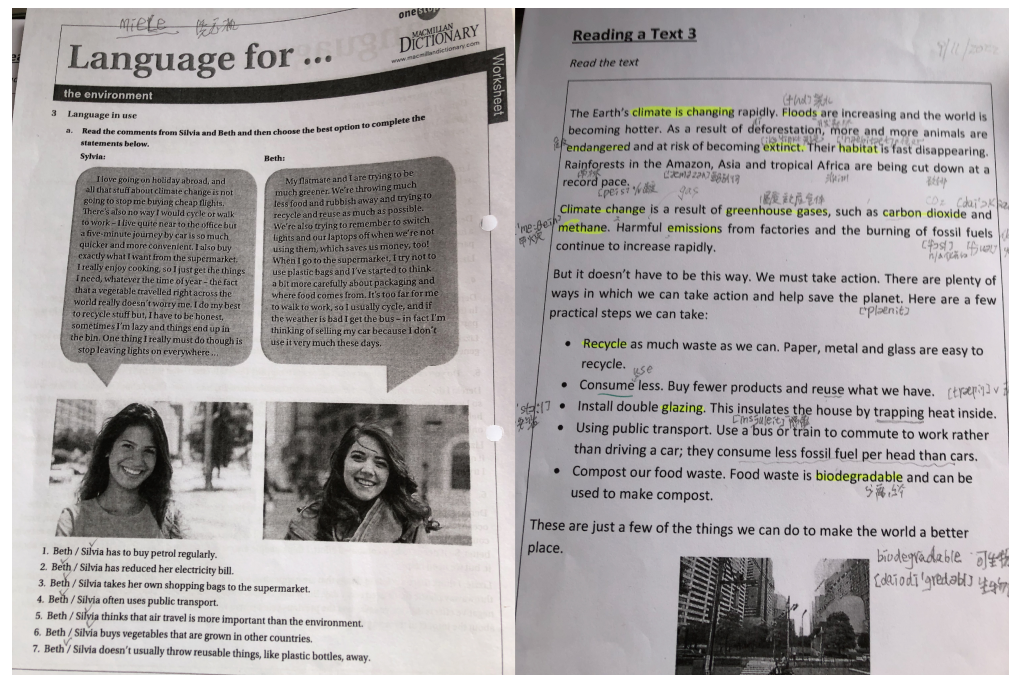 miele 洗衣机
onestop
MACMILLAN
DICTIONARY
www.macmillandictionary.com
Language for ...
Worksheet
the environment
3 Language in use
a. Read the comments from Silvia and Beth and then choose the best option to complete the
statements below.
Sylvia:
I love going on holiday abroad, and
all that stuff about climate change is not
going to stop me buying cheap flights.
There's also no way I would cycle or walk
to work – I live quite near to the office but
a five-minute journey by car is so much
quicker and more convenient. I also buy
exactly what I want from the supermarket.
I really enjoy cooking, so I just get the things
I need, whatever the time of year – the fact
that a vegetable travelled right across the
world really doesn't worry me. I do my best
to recycle stuff but, I have to be honest,
sometimes I'm lazy and things end up in
the bin. One thing I really must do though is
stop leaving lights on everywhere ...
Beth:
My flatmate and I are trying to be
much greener. We're throwing much
less food and rubbish away and trying to
recycle and reuse as much as possible.
We're also trying to remember to switch
lights and our laptops off when we're not
using them, which saves us money, too!
When I go to the supermarket, I try not to
use plastic bags and I've started to think
a bit more carefully about packaging and
where food comes from. It's too far for me
to walk to work, so I usually cycle, and if
the weather is bad I get the bus – in fact I'm
thinking of selling my car because I don't
use it very much these days.
1. Beth / Silvia has to buy petrol regularly.
2. Beth / Silvia has reduced her electricity bill.
3. Beth / Silvia takes her own shopping bags to the supermarket.
4. Beth / Silvia often uses public transport.
5. Beth / Silvia thinks that air travel is more important than the environment.
6. Beth / Silvia buys vegetables that are grown in other countries.
7. Beth / Silvia doesn't usually throw reusable things, like plastic bottles, away.
Reading a Text 3
Read the text
The Earth's climate is changing rapidly. Floods are increasing and the world is
becoming hotter. As a result of deforestation, more and more animals are
endangered and at risk of becoming extinct. Their habitat is fast disappearing.
Rainforests in the Amazon, Asia and tropical Africa are being cut down at a
record pace.
gas
CO2
Climate change is a result of greenhouse gases, such as carbon dioxide and
methane. Harmful emissions from factories and the burning of fossil fuels
continue to increase rapidly.
But it doesn't have to be this way. We must take action. There are plenty of
ways in which we can take action and help save the planet. Here are a few
practical steps we can take:
• Recycle as much waste as we can. Paper, metal and glass are easy to
recycle.
use
• Consume less. Buy fewer products and reuse what we have.
• Install double glazing. This insulates the house by trapping heat inside.
• Using public transport. Use a bus or train to commute to work rather
than driving a car; they consume less fossil fuel per head than cars.
• Compost our food waste. Food waste is biodegradable and can be
used to make compost.
These are just a few of the things we can do to make the world a better
place.
biodegradable